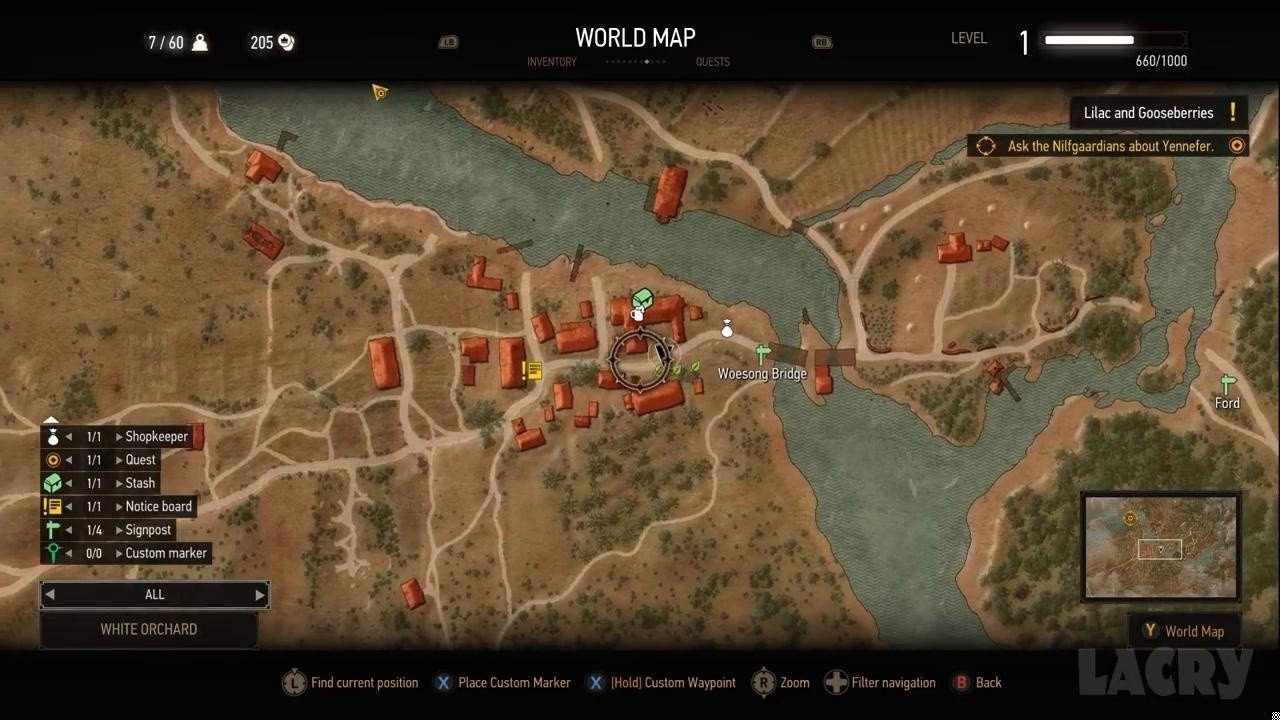 7 / 60
205
LB
WORLD MAP
RB
INVENTORY
QUESTS
LEVEL 1
660/1000
Lilac and Gooseberries !
Ask the Nilfgaardians about Yennefer.
Woesong Bridge
Ford
1/1 Shopkeeper
1/1 Quest
1/1 Stash
1/1 Notice board
1/4 Signpost
0/0 Custom marker
ALL
WHITE ORCHARD
Y World Map
L Find current position
X Place Custom Marker
X [Hold] Custom Waypoint
R Zoom
Filter navigation
B Back
LACRY